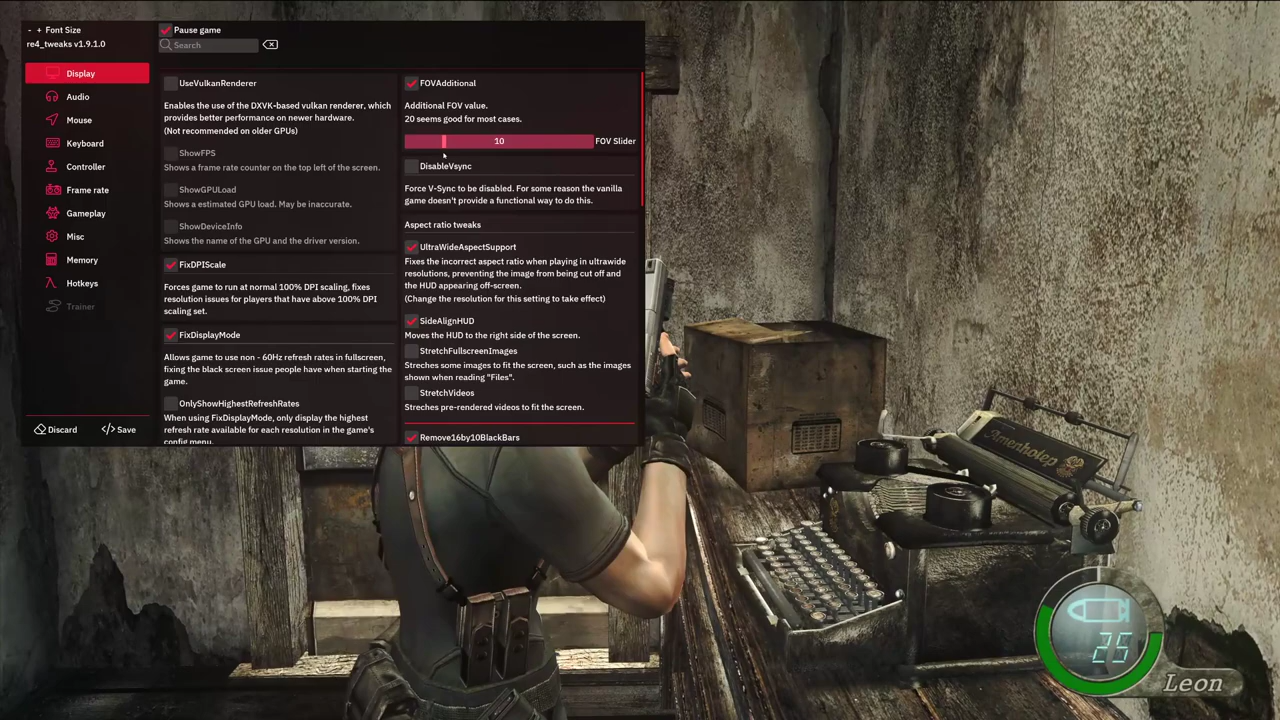 - + Font Size
re4_tweaks v1.9.1.0
Pause game
Search
Display
Audio
Mouse
Keyboard
Controller
Frame rate
Gameplay
Misc
Memory
Hotkeys
Trainer
Discard
Save
UseVulkanRenderer
Enables the use of the DXVK-based vulkan renderer, which
provides better performance on newer hardware.
(Not recommended on older GPUs)
ShowFPS
Shows a frame rate counter on the top left of the screen.
ShowGPULoad
Shows a estimated GPU load. May be inaccurate.
ShowDeviceInfo
Shows the name of the GPU and the driver version.
FixDPIScale
Forces game to run at normal 100% DPI scaling, fixes
resolution issues for players that have above 100% DPI
scaling set.
FixDisplayMode
Allows game to use non - 60Hz refresh rates in fullscreen,
fixing the black screen issue people have when starting the
game.
OnlyShowHighestRefreshRates
When using FixDisplayMode, only display the highest
refresh rate available for each resolution in the game's
config menu.
FOVAdditional
Additional FOV value.
20 seems good for most cases.
10 FOV Slider
DisableVsync
Force V-Sync to be disabled. For some reason the vanilla
game doesn't provide a functional way to do this.
Aspect ratio tweaks
UltraWideAspectSupport
Fixes the incorrect aspect ratio when playing in ultrawide
resolutions, preventing the image from being cut off and
the HUD appearing off-screen.
(Change the resolution for this setting to take effect)
SideAlignHUD
Moves the HUD to the right side of the screen.
StretchFullscreenImages
Streches some images to fit the screen, such as the images
shown when reading "Files".
StretchVideos
Streches pre-rendered videos to fit the screen.
Remove16by10BlackBars
Amenhotep
25
Leon